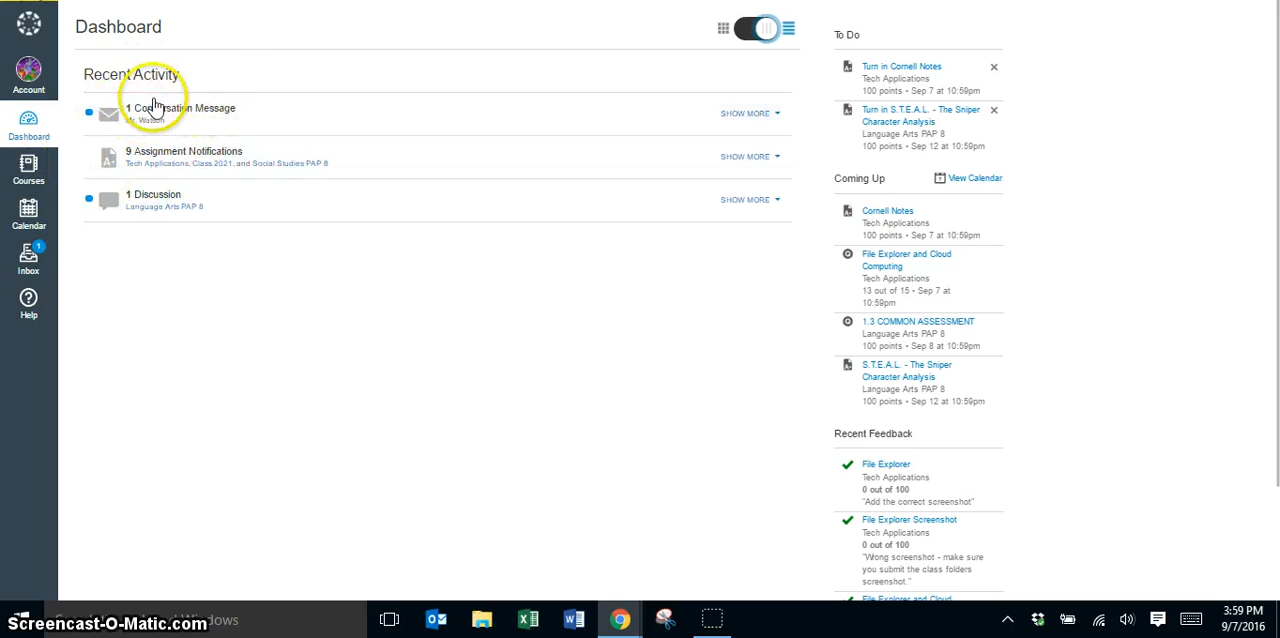 Account
Dashboard
Courses
Calendar
1
Inbox
Help
Dashboard
Recent Activity
1 Conversation Message
Mr. Watson
SHOW MORE
9 Assignment Notifications
Tech Applications, Class 2021, and Social Studies PAP 8
SHOW MORE
1 Discussion
Language Arts PAP 8
SHOW MORE
To Do
Turn in Cornell Notes
Tech Applications
100 points • Sep 7 at 10:59pm
Turn in S.T.E.A.L. - The Sniper
Character Analysis
Language Arts PAP 8
100 points • Sep 12 at 10:59pm
Coming Up
View Calendar
Cornell Notes
Tech Applications
100 points • Sep 7 at 10:59pm
File Explorer and Cloud
Computing
Tech Applications
13 out of 15 • Sep 7 at
10:59pm
1.3 COMMON ASSESSMENT
Language Arts PAP 8
100 points • Sep 8 at 10:59pm
S.T.E.A.L. - The Sniper
Character Analysis
Language Arts PAP 8
100 points • Sep 12 at 10:59pm
Recent Feedback
File Explorer
Tech Applications
0 out of 100
"Add the correct screenshot"
File Explorer Screenshot
Tech Applications
0 out of 100
"Wrong screenshot - make sure
you submit the class folders
screenshot."
File Explorer and Cloud
Screencast-O-Matic.com
Windows
3:59 PM
9/7/2016